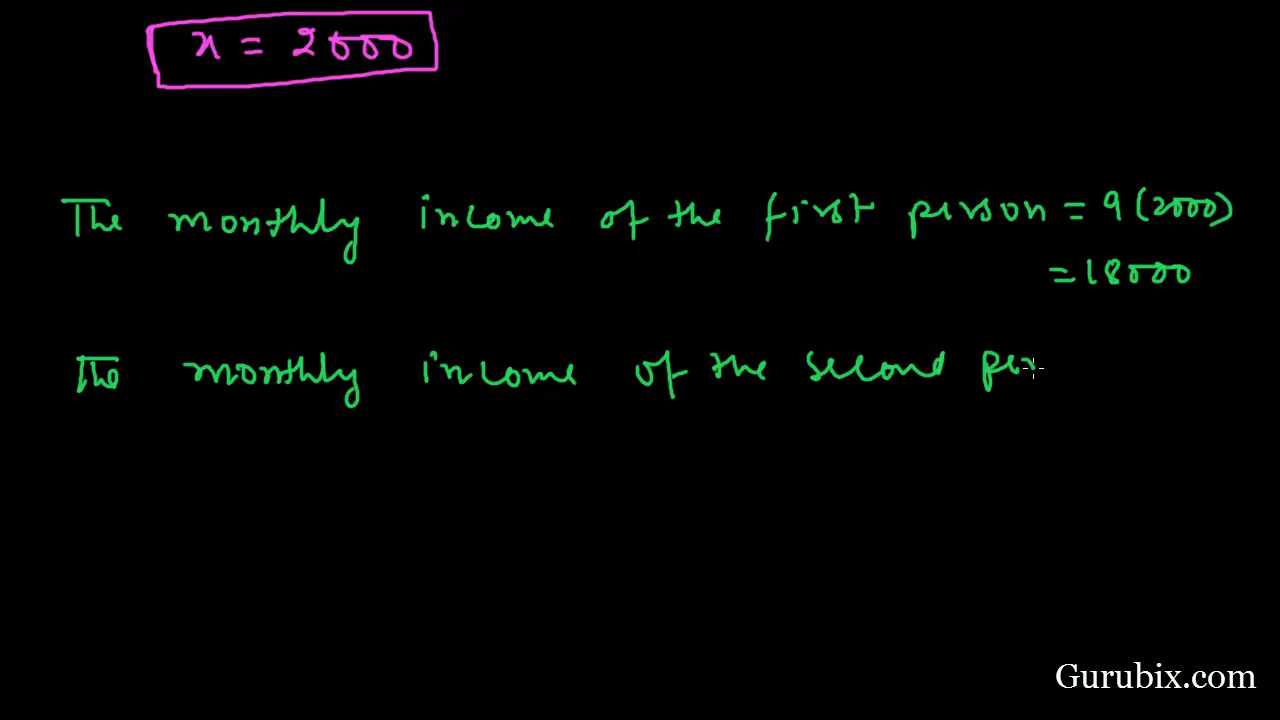 x = 2000
The monthly income of the first person = 9 (2000)
= 18000
The monthly income of the second per
Gurubix.com